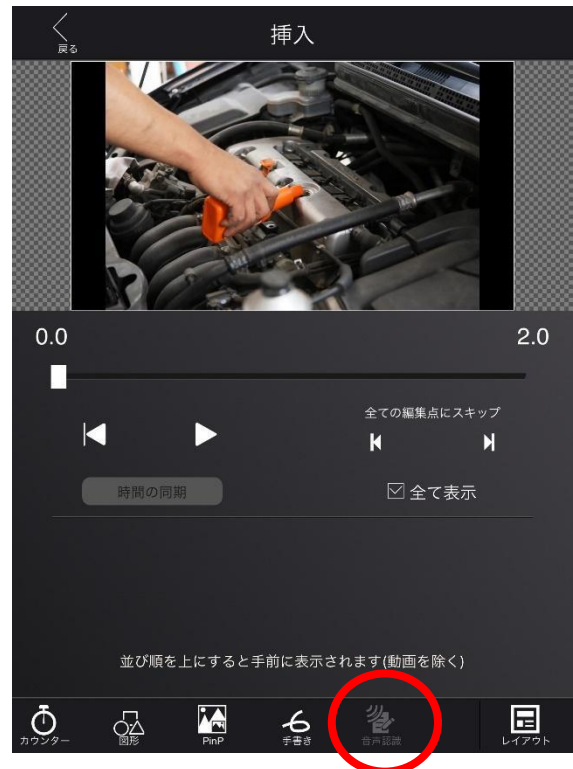 挿入
戻る
0.0
2.0
全ての編集点にスキップ
時間の同期
全て表示
並び順を上にすると手前に表示されます(動画を除く)
カウンター
図形
PinP
手書き
音声認識
レイアウト